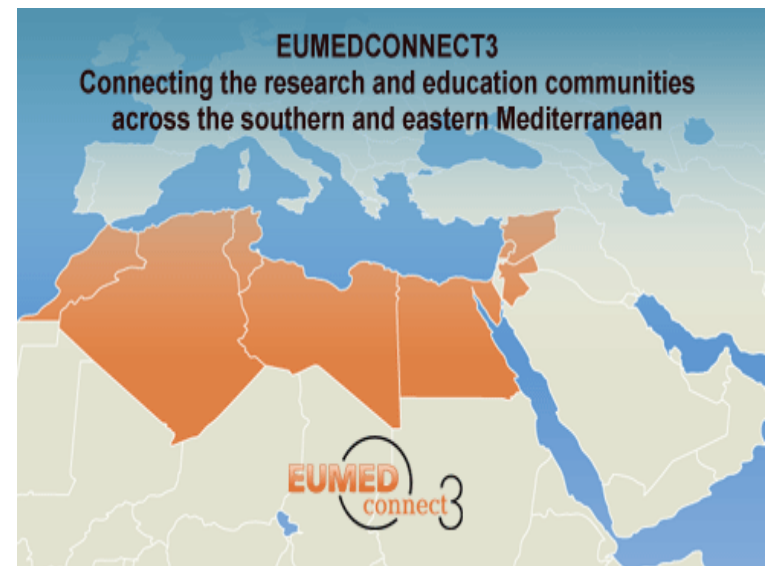 EUMEDCONNECT3
Connecting the research and education communities
across the southern and eastern Mediterranean
EUMED
connect3